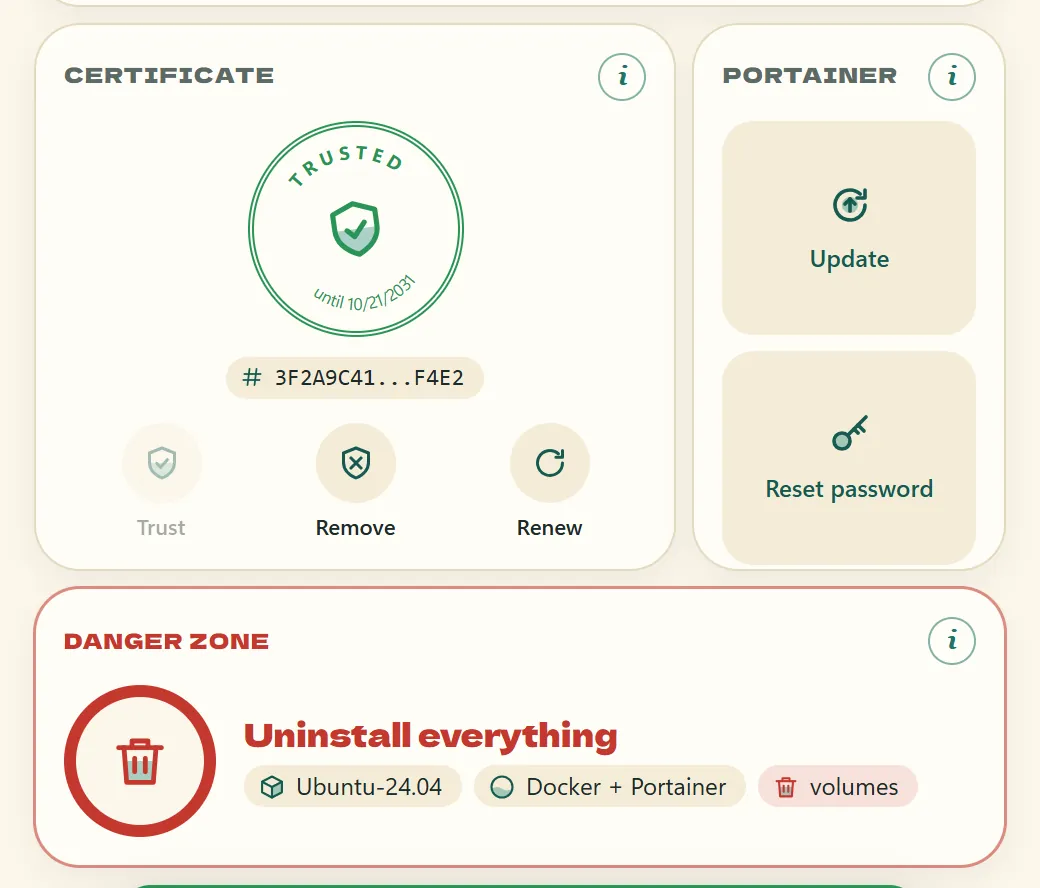 CERTIFICATE
TRUSTED
until 10/21/2031
# 3F2A9C41...F4E2
Trust
Remove
Renew
PORTAINER
Update
Reset password
DANGER ZONE
Uninstall everything
Ubuntu-24.04
Docker + Portainer
volumes